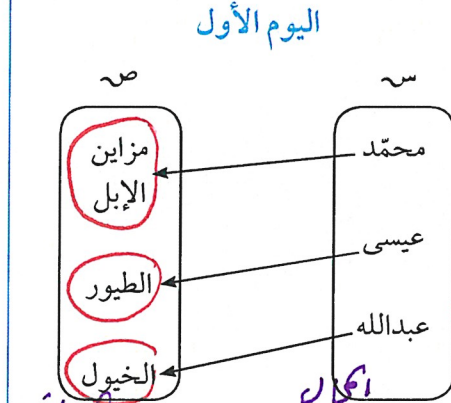 اليوم الأول
س
ص
محمّد
مزاين
الإبل
عيسى
الطيور
عبدالله
الخيول